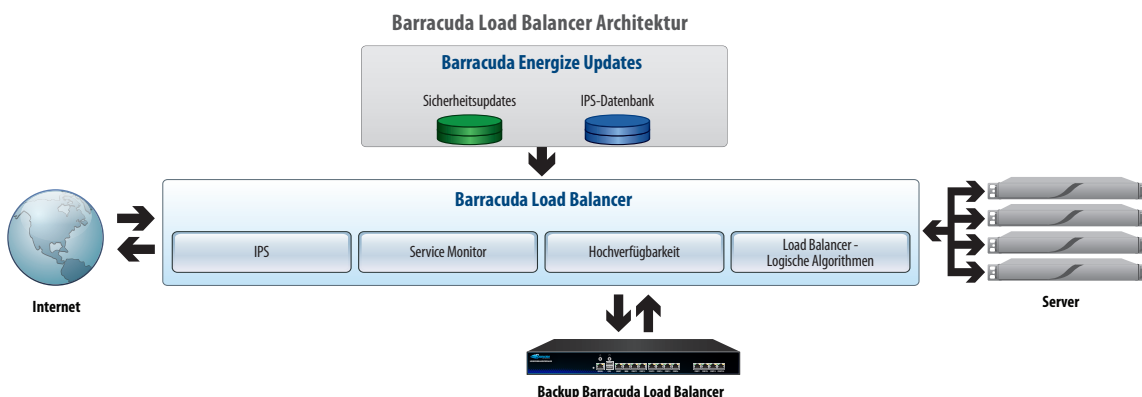 Barracuda Load Balancer Architektur
Barracuda Energize Updates
Sicherheitsupdates
IPS-Datenbank
Barracuda Load Balancer
IPS
Service Monitor
Hochverfügbarkeit
Load Balancer -
Logische Algorithmen
Internet
Server
Backup Barracuda Load Balancer